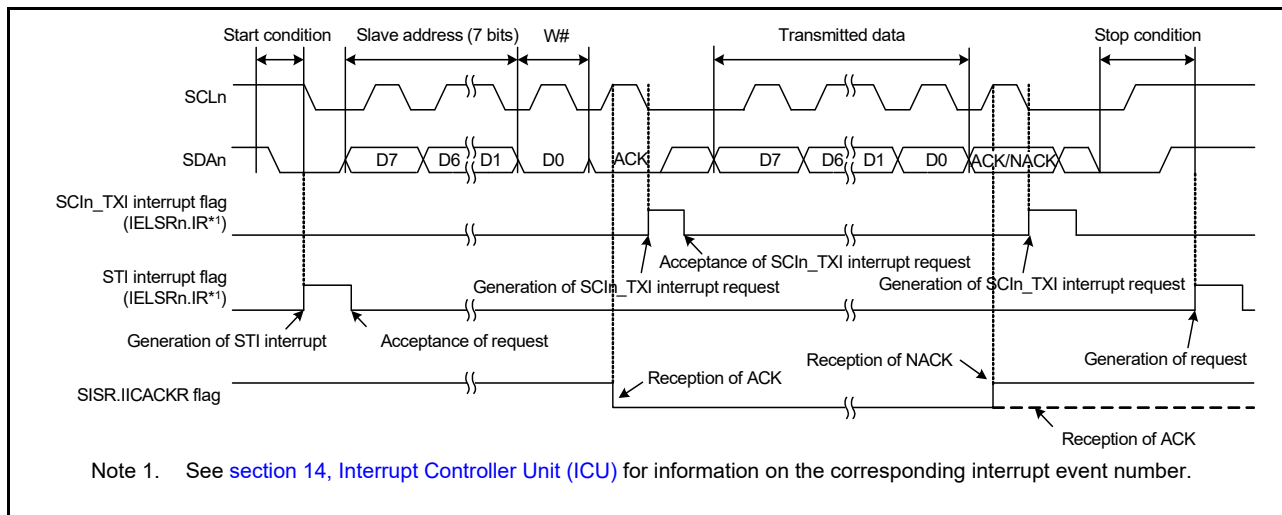 Start condition
Slave address (7 bits)
W#
Transmitted data
Stop condition
SCLn
SDAn
D7
D6
D1
D0
ACK
D7
D6
D1
D0
ACK/NACK
SCIn_TXI interrupt flag
(IELSRn.IR*1)
Acceptance of SCIn_TXI interrupt request
Generation of SCIn_TXI interrupt request
Generation of SCIn_TXI interrupt request
STI interrupt flag
(IELSRn.IR*1)
Generation of STI interrupt
Acceptance of request
Reception of NACK
Generation of request
SISR.IICACKR flag
Reception of ACK
Reception of ACK
Note 1. See section 14, Interrupt Controller Unit (ICU) for information on the corresponding interrupt event number.